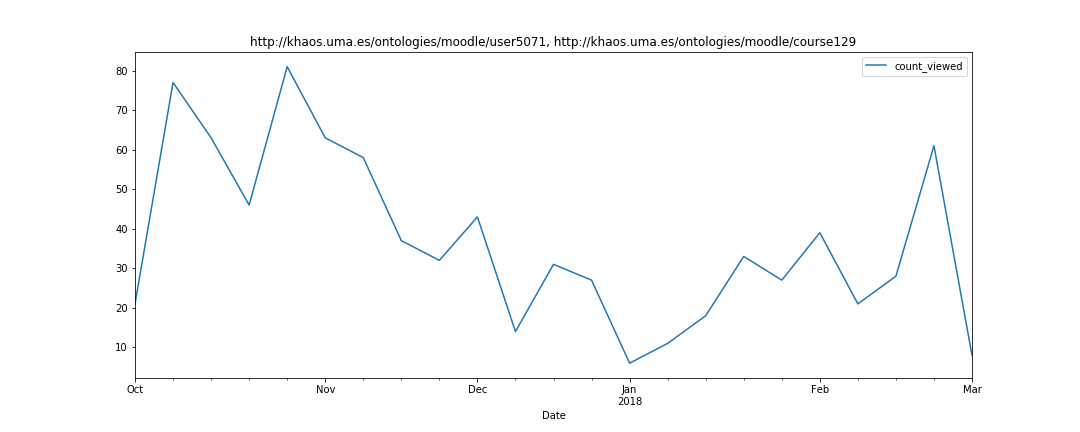 http://khaos.uma.es/ontologies/moodle/user5071, http://khaos.uma.es/ontologies/moodle/course129
count_viewed
80
70
60
50
40
30
20
10
Oct Nov Dec Jan Feb Mar
2018
Date